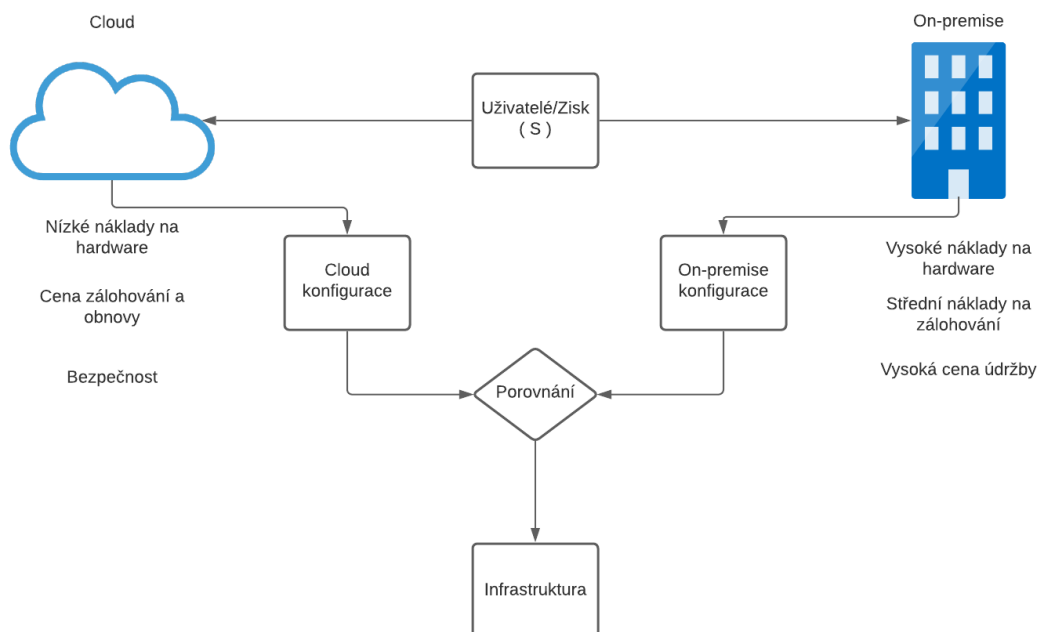 Cloud
On-premise
Uživatelé/Zisk
( S )
Nízké náklady na
hardware
Cena zálohování a
obnovy
Bezpečnost
Cloud
konfigurace
On-premise
konfigurace
Vysoké náklady na
hardware
Střední náklady na
zálohování
Vysoká cena údržby
Porovnání
Infrastruktura